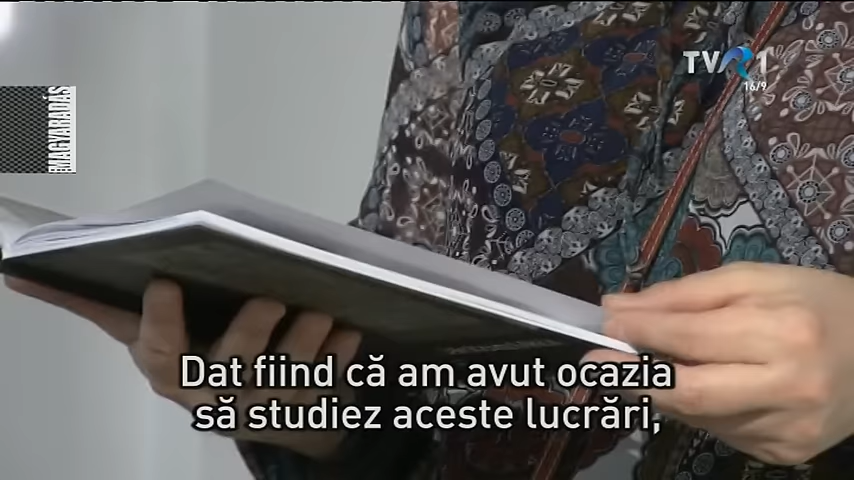 TVR1
16/9
MAGYARADÁS
Dat fiind că am avut ocazia
să studiez aceste lucrări,